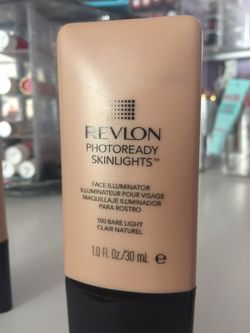 REVLON
PHOTOREADY
SKINLIGHTS™
FACE ILLUMINATOR
ILLUMINATEUR POUR VISAGE
MAQUILLAJE ILUMINADOR
PARA ROSTRO
100 BARE LIGHT
CLAIR NATUREL
1.0 Fl. Oz./30 mL e